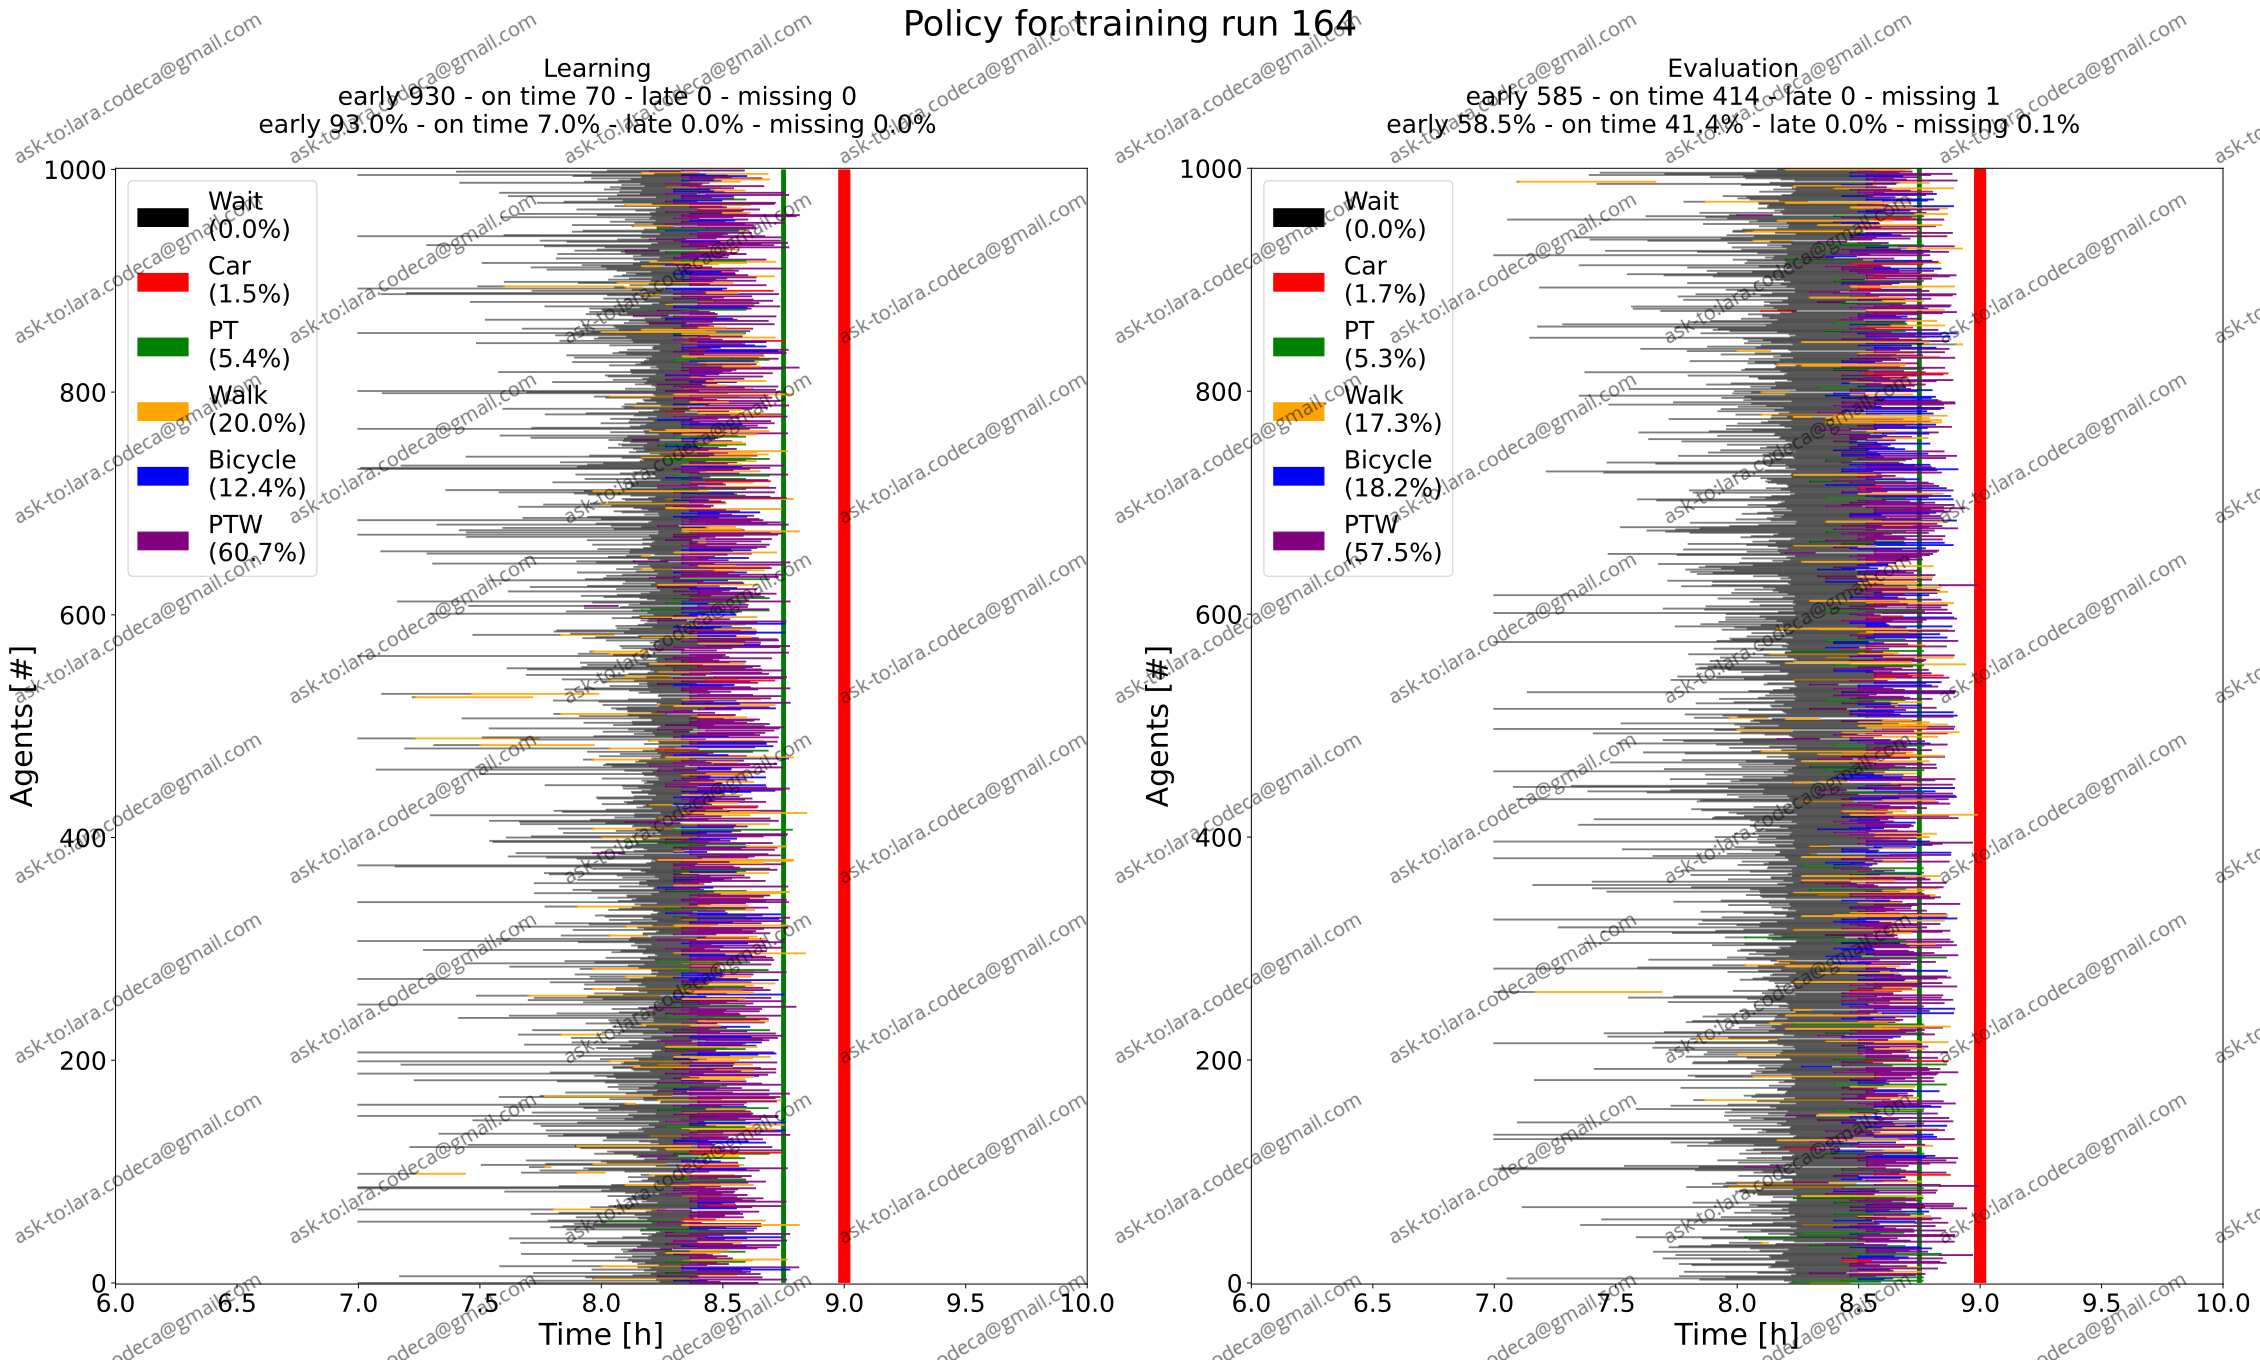 Policy for training run 164
Learning
early 930 - on time 70 - late 0 - missing 0
early 93.0% - on time 7.0% - late 0.0% - missing 0.0%
Wait
(0.0%)
Car
(1.5%)
PT
(5.4%)
Walk
(20.0%)
Bicycle
(12.4%)
PTW
(60.7%)
Agents [#]
1000
800
600
400
200
0
6.0 6.5 7.0 7.5 8.0 8.5 9.0 9.5 10.0
Time [h]
Evaluation
early 585 - on time 414 - late 0 - missing 1
early 58.5% - on time 41.4% - late 0.0% - missing 0.1%
Wait
(0.0%)
Car
(1.7%)
PT
(5.3%)
Walk
(17.3%)
Bicycle
(18.2%)
PTW
(57.5%)
Agents [#]
1000
800
600
400
200
0
6.0 6.5 7.0 7.5 8.0 8.5 9.0 9.5 10.0
Time [h]
ask-to:lara.codeca@gmail.com